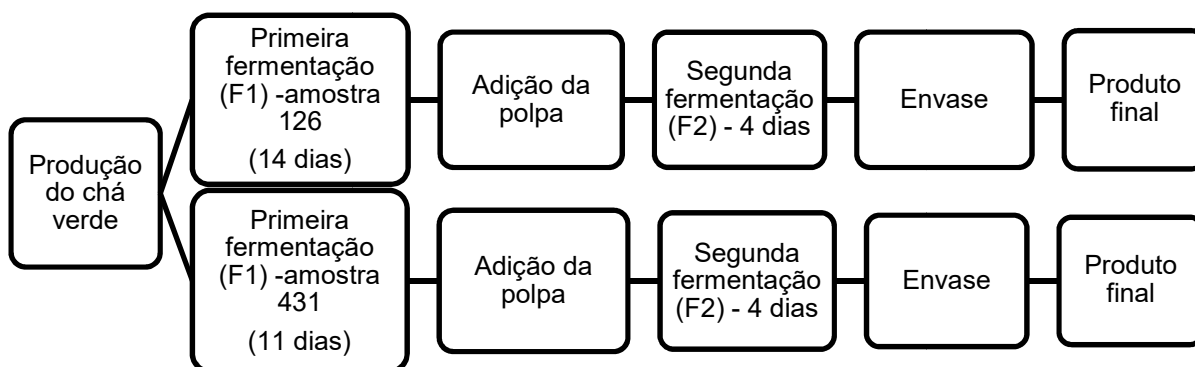 Produção
do chá
verde
Primeira
fermentação
(F1) -amostra
126
(14 dias)
Adição da
polpa
Segunda
fermentação
(F2) - 4 dias
Envase
Produto
final
Primeira
fermentação
(F1) -amostra
431
(11 dias)
Adição da
polpa
Segunda
fermentação
(F2) - 4 dias
Envase
Produto
final